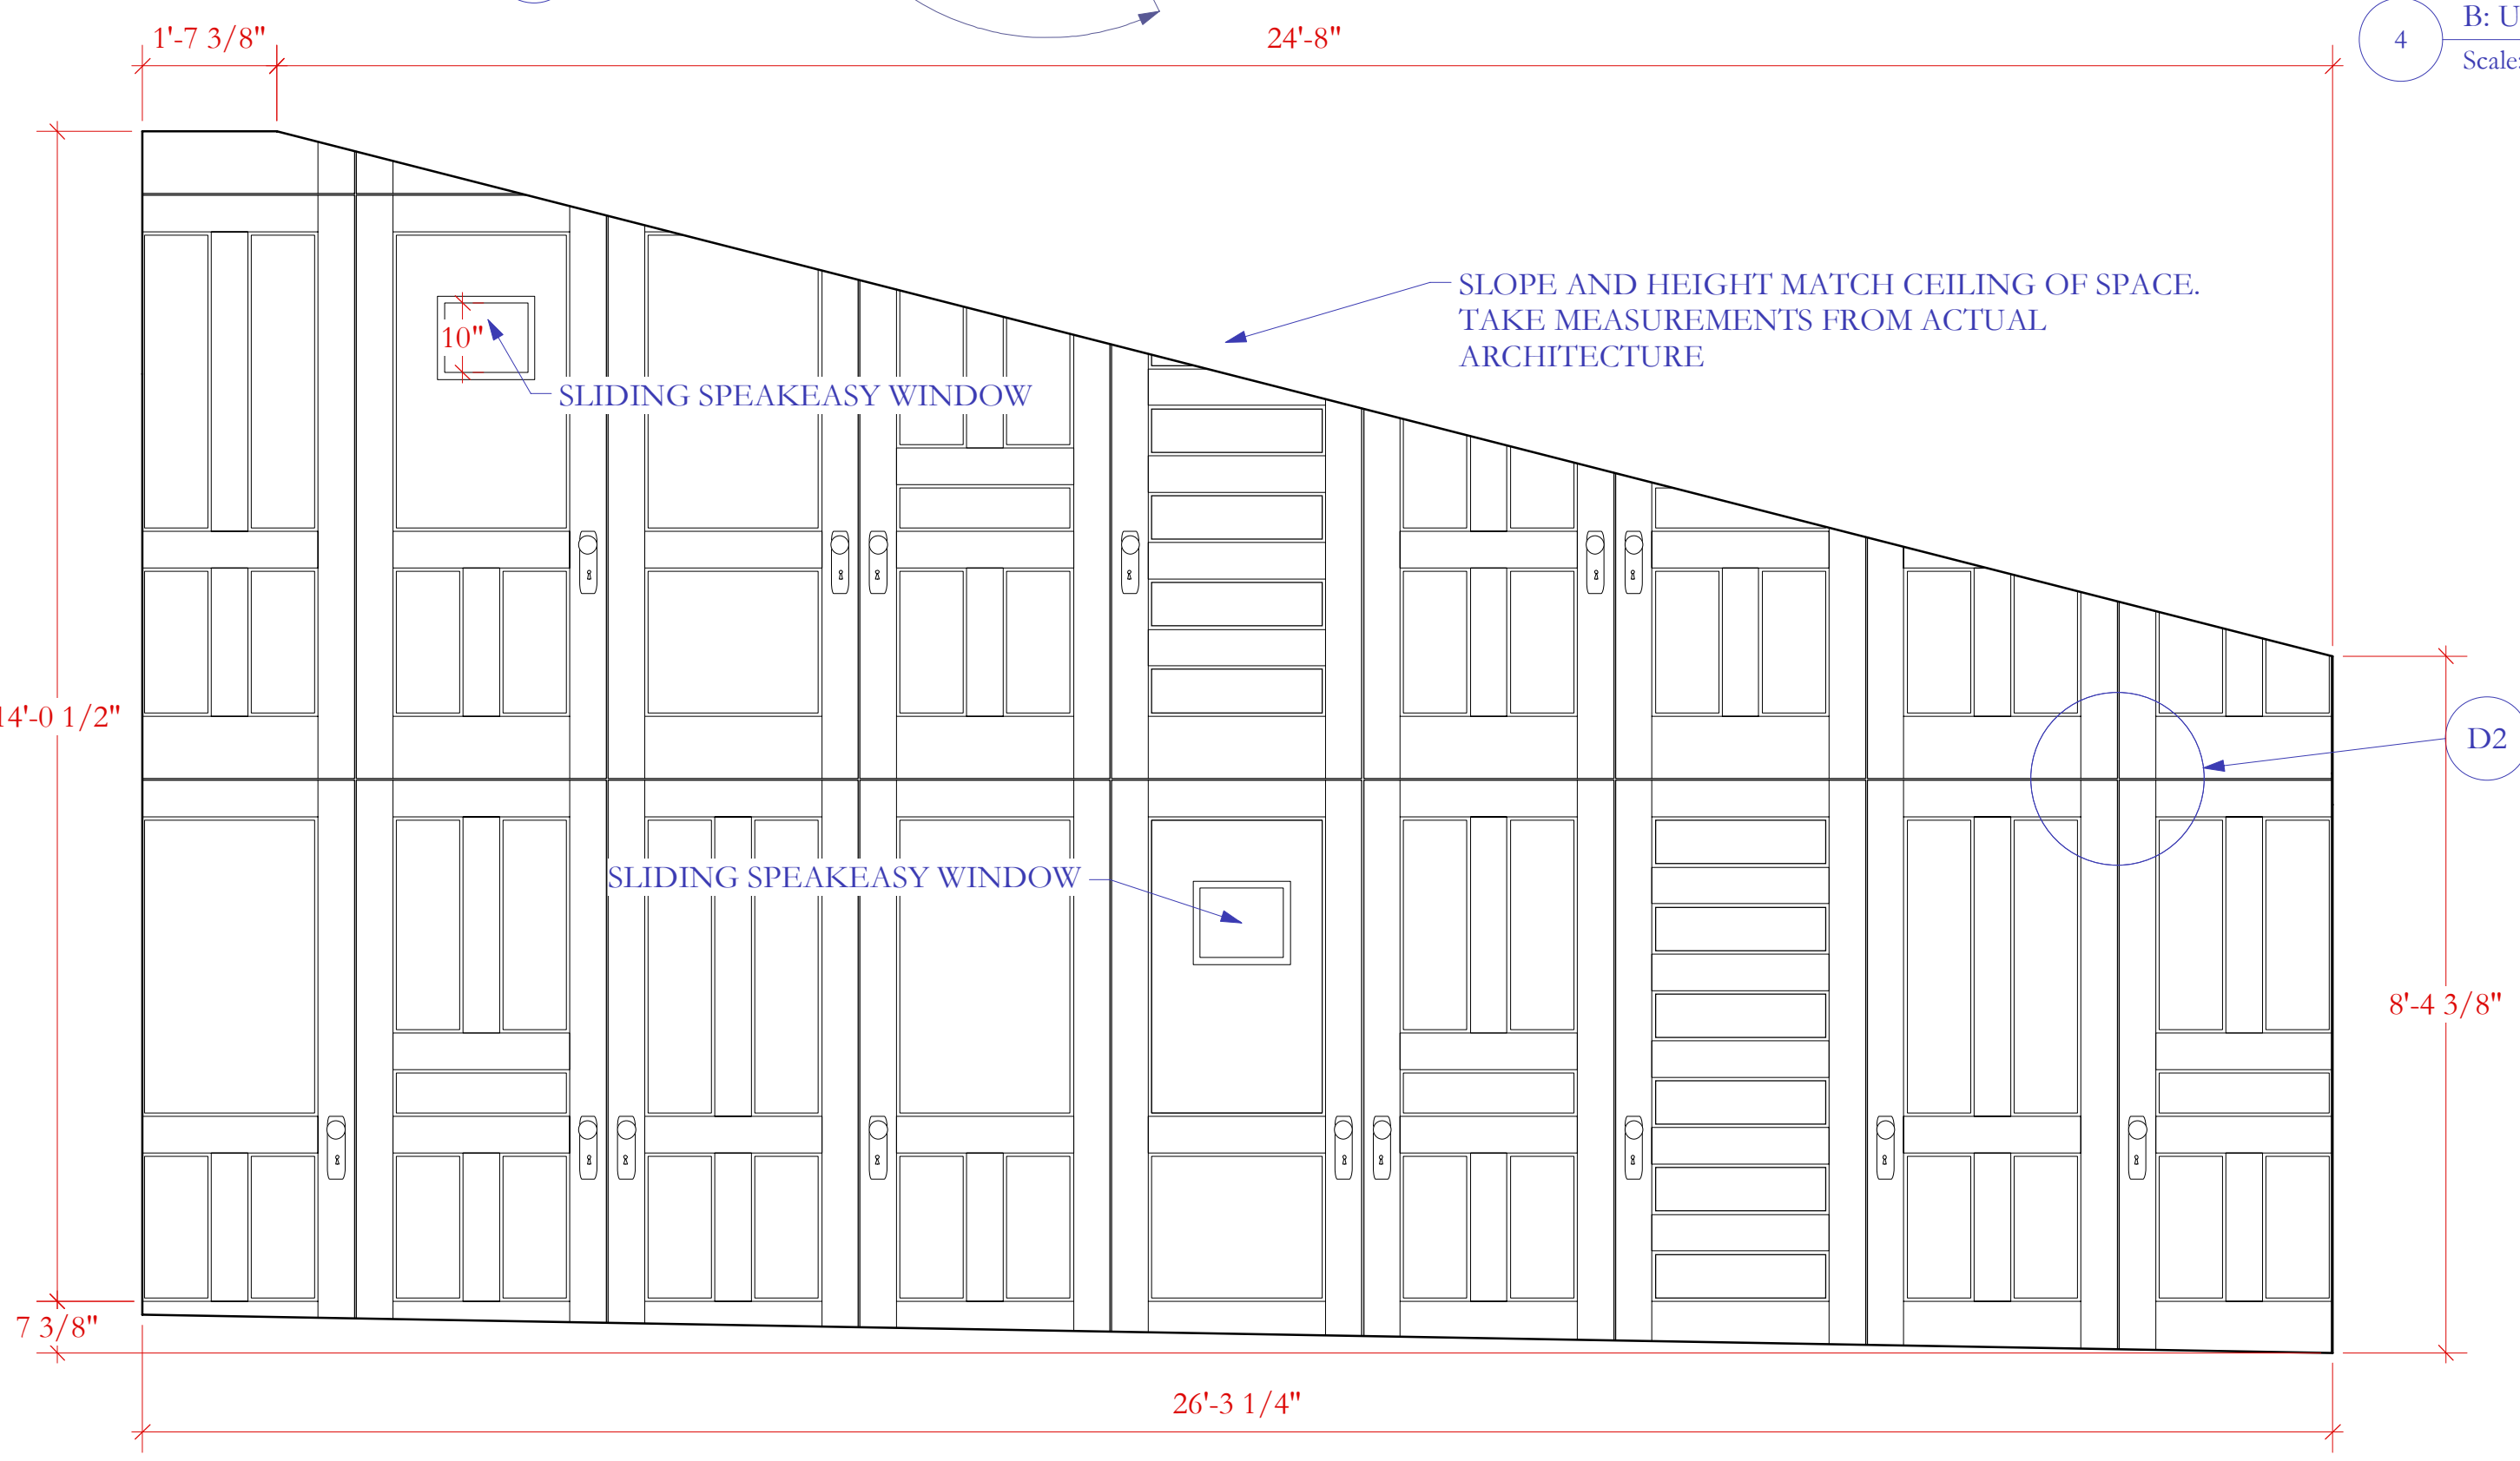 1'-7 3/8"
24'-8"
4
B: U
Scale:
SLOPE AND HEIGHT MATCH CEILING OF SPACE.
TAKE MEASUREMENTS FROM ACTUAL
ARCHITECTURE
10"
SLIDING SPEAKEASY WINDOW
14'-0 1/2"
D2
SLIDING SPEAKEASY WINDOW
8'-4 3/8"
7 3/8"
26'-3 1/4"